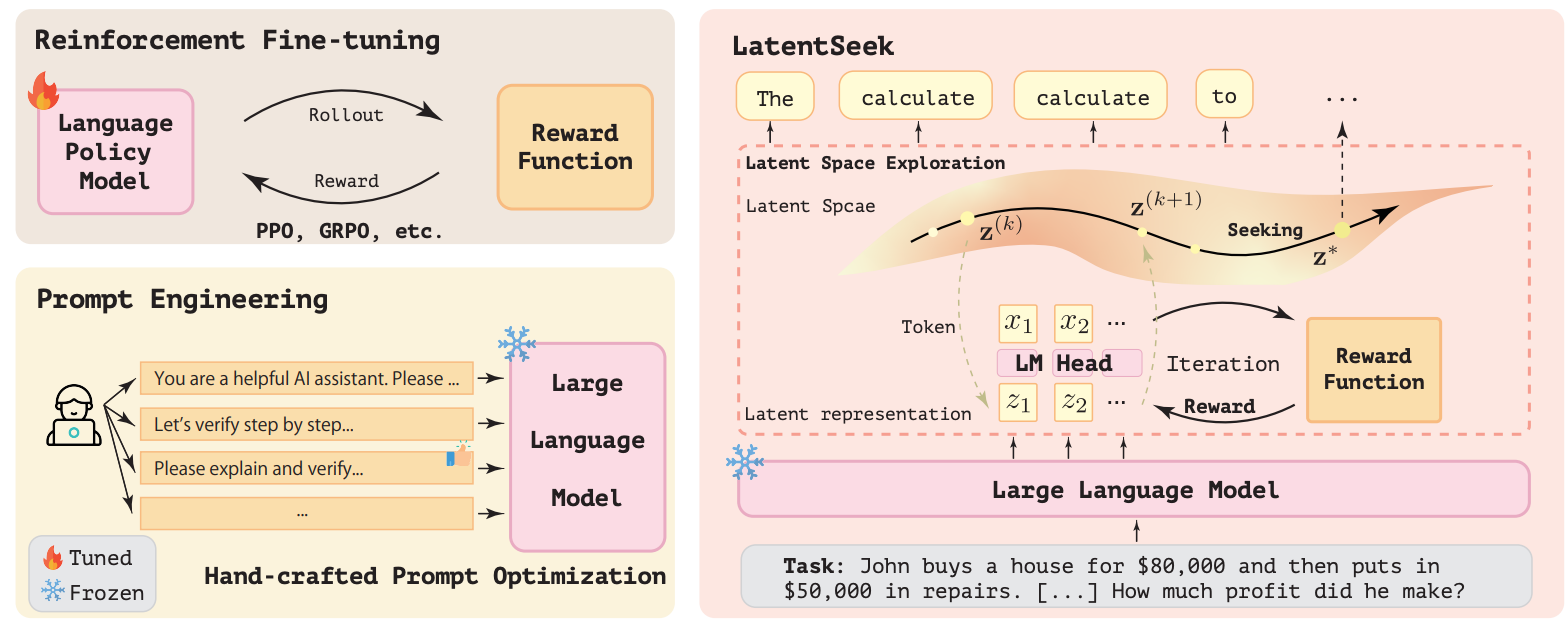 Reinforcement Fine-tuning
Language
Policy
Model
Rollout
Reward
Reward
Function
PPO, GRPO, etc.
Prompt Engineering
You are a helpful AI assistant. Please ...
Let's verify step by step...
Please explain and verify...
...
Large
Language
Model
Tuned
Frozen
Hand-crafted Prompt Optimization
LatentSeek
The calculate calculate to ...
Latent Space Exploration
Latent Spcae
z^(k)
z^(k+1)
Seeking
z^*
Token
x_1 x_2 ...
LM Head
Iteration
z_1 z_2 ...
Latent representation
Reward
Reward
Function
Large Language Model
Task: John buys a house for $80,000 and then puts in
$50,000 in repairs. [...] How much profit did he make?